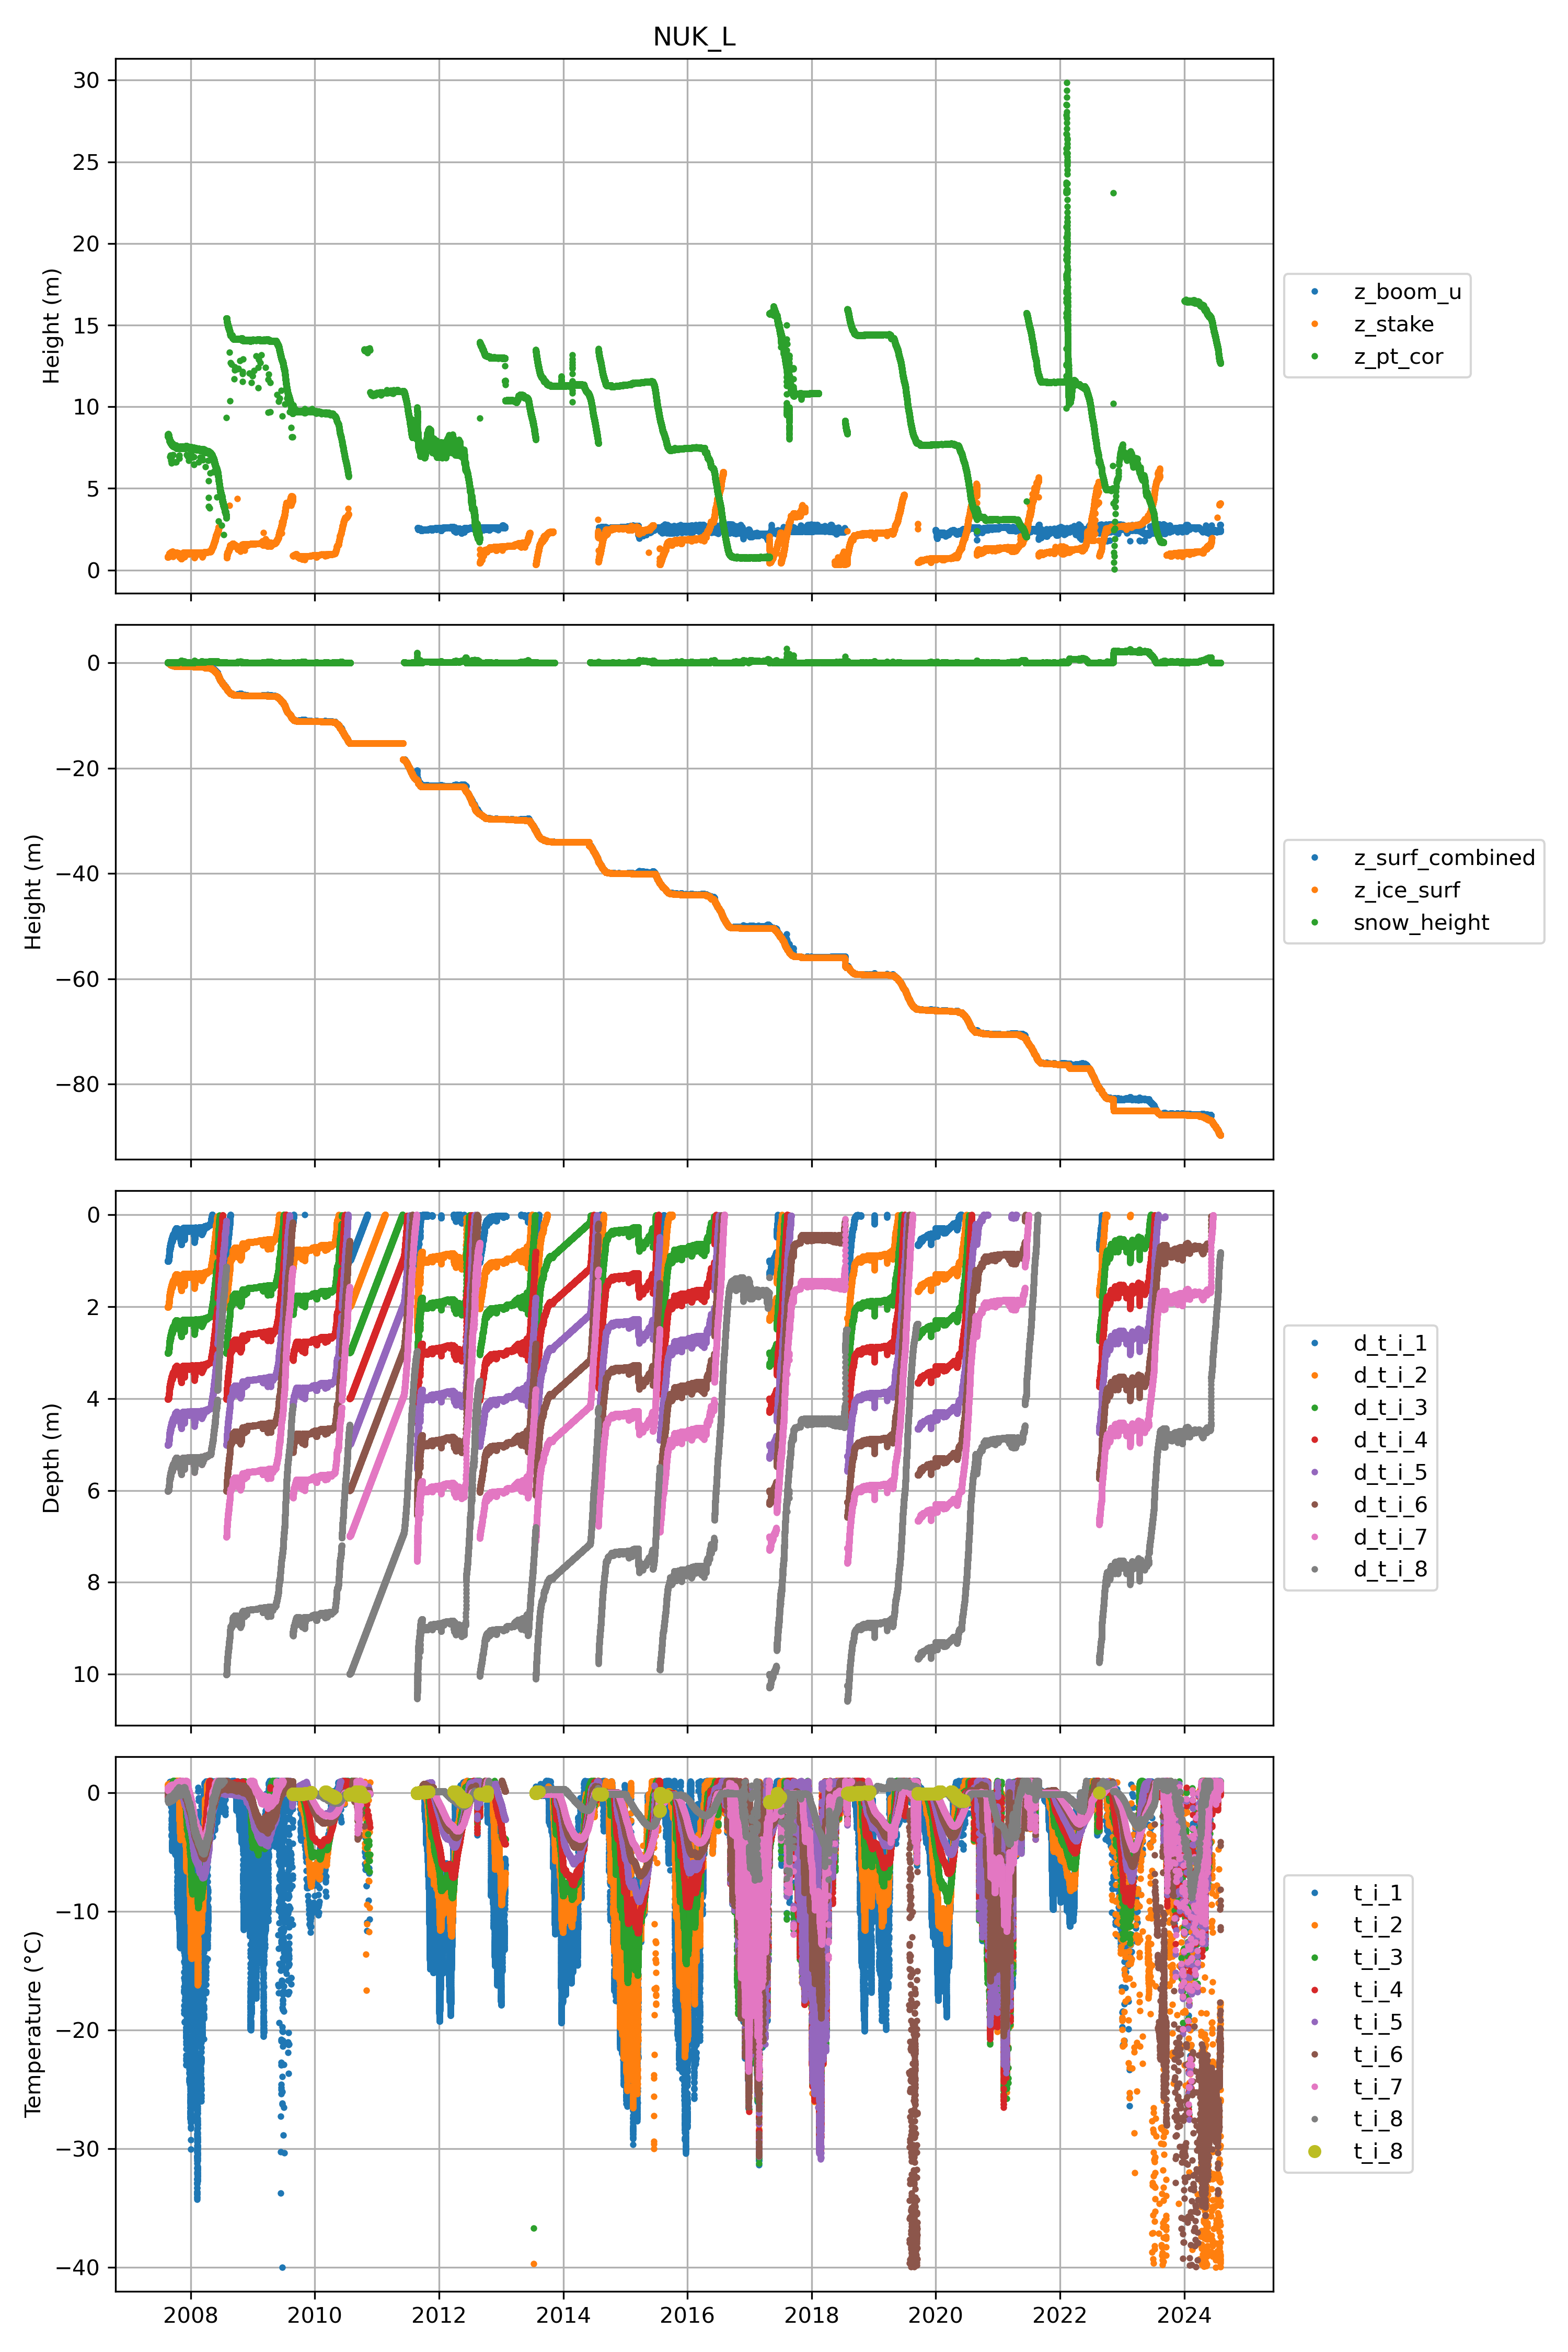 NUK_L
Height (m)
30
25
20
15
10
5
0
z_boom_u
z_stake
z_pt_cor
Height (m)
0
−20
−40
−60
−80
z_surf_combined
z_ice_surf
snow_height
Depth (m)
0
2
4
6
8
10
d_t_i_1
d_t_i_2
d_t_i_3
d_t_i_4
d_t_i_5
d_t_i_6
d_t_i_7
d_t_i_8
Temperature (°C)
0
−10
−20
−30
−40
t_i_1
t_i_2
t_i_3
t_i_4
t_i_5
t_i_6
t_i_7
t_i_8
t_i_8
2008 2010 2012 2014 2016 2018 2020 2022 2024